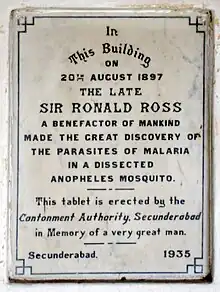 In
This Building
ON
20TH AUGUST 1897
THE LATE
SIR RONALD ROSS
A BENEFACTOR OF MANKIND
MADE THE GREAT DISCOVERY OF
THE PARASITES OF MALARIA
IN A DISSECTED
ANOPHELES MOSQUITO.
This tablet is erected by the
Cantonment Authority, Secunderabad
in Memory of a very great man.
Secunderabad. 1935